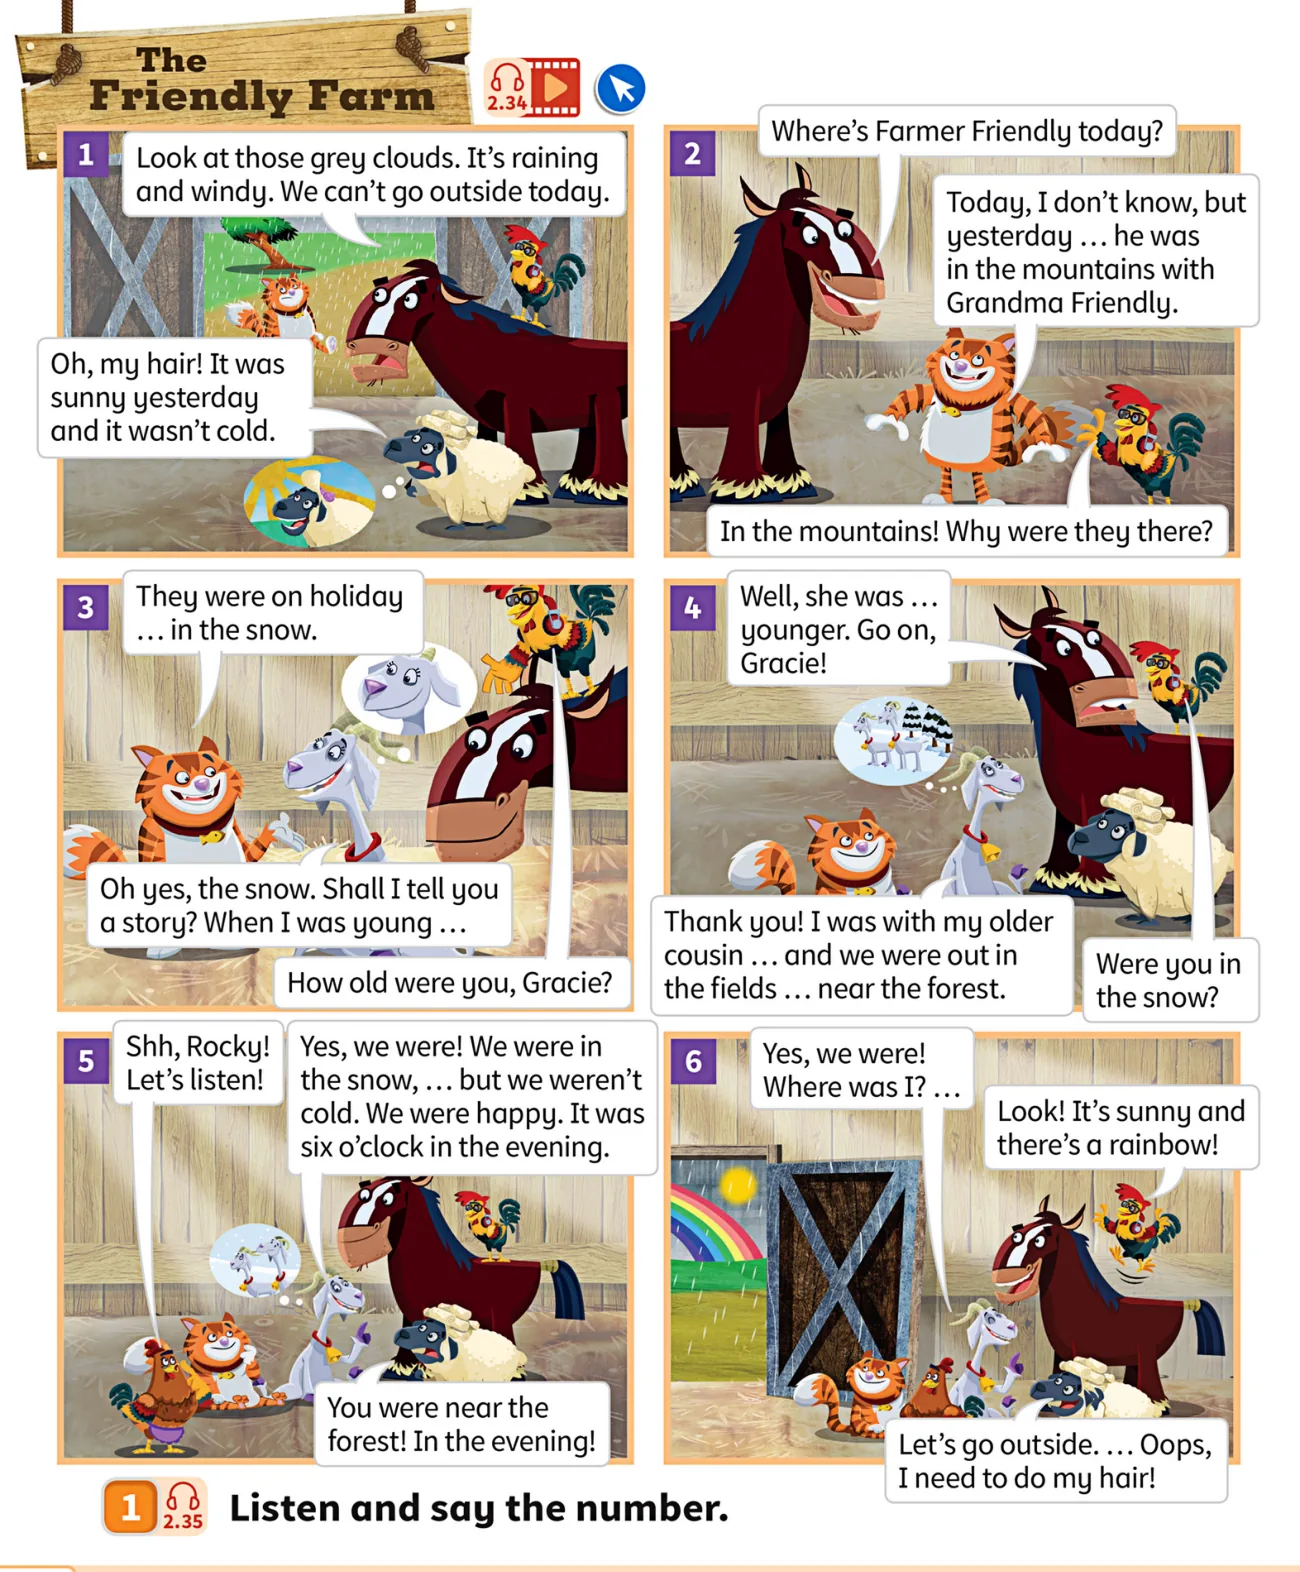 The
Friendly Farm
2.34
1
Look at those grey clouds. It's raining
and windy. We can't go outside today.
Oh, my hair! It was
sunny yesterday
and it wasn't cold.
2
Where's Farmer Friendly today?
Today, I don't know, but
yesterday ... he was
in the mountains with
Grandma Friendly.
In the mountains! Why were they there?
3
They were on holiday
... in the snow.
Oh yes, the snow. Shall I tell you
a story? When I was young ...
How old were you, Gracie?
4
Well, she was ...
younger. Go on,
Gracie!
Thank you! I was with my older
cousin ... and we were out in
the fields ... near the forest.
Were you in
the snow?
5
Shh, Rocky!
Let's listen!
Yes, we were! We were in
the snow, ... but we weren't
cold. We were happy. It was
six o'clock in the evening.
You were near the
forest! In the evening!
6
Yes, we were!
Where was I? ...
Look! It's sunny and
there's a rainbow!
Let's go outside. ... Oops,
I need to do my hair!
1
2.35
Listen and say the number.